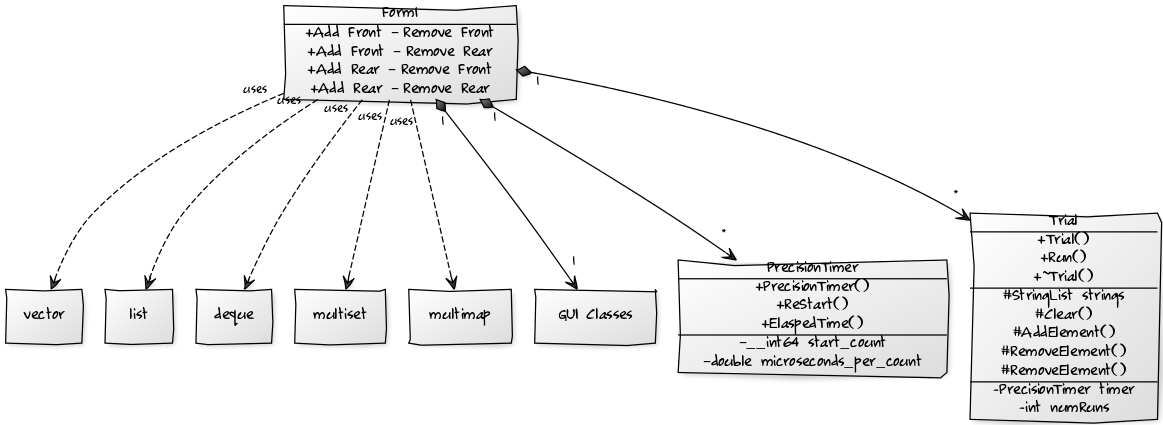 Form1
+Add Front - Remove Front
+Add Front - Remove Rear
+Add Rear - Remove Front
+Add Rear - Remove Rear
uses
uses
uses
uses
uses
1
1
1
*
*
1
vector
list
deque
multiset
multimap
GUI Classes
PrecisionTimer
+PrecisionTimer()
+ReStart()
+ElaspedTime()
-__int64 start_count
-double microseconds_per_count
Trial
+Trial()
+Run()
+~Trial()
#StringList strings
#Clear()
#AddElement()
#RemoveElement()
#RemoveElement()
-PrecisionTimer timer
-int numRuns